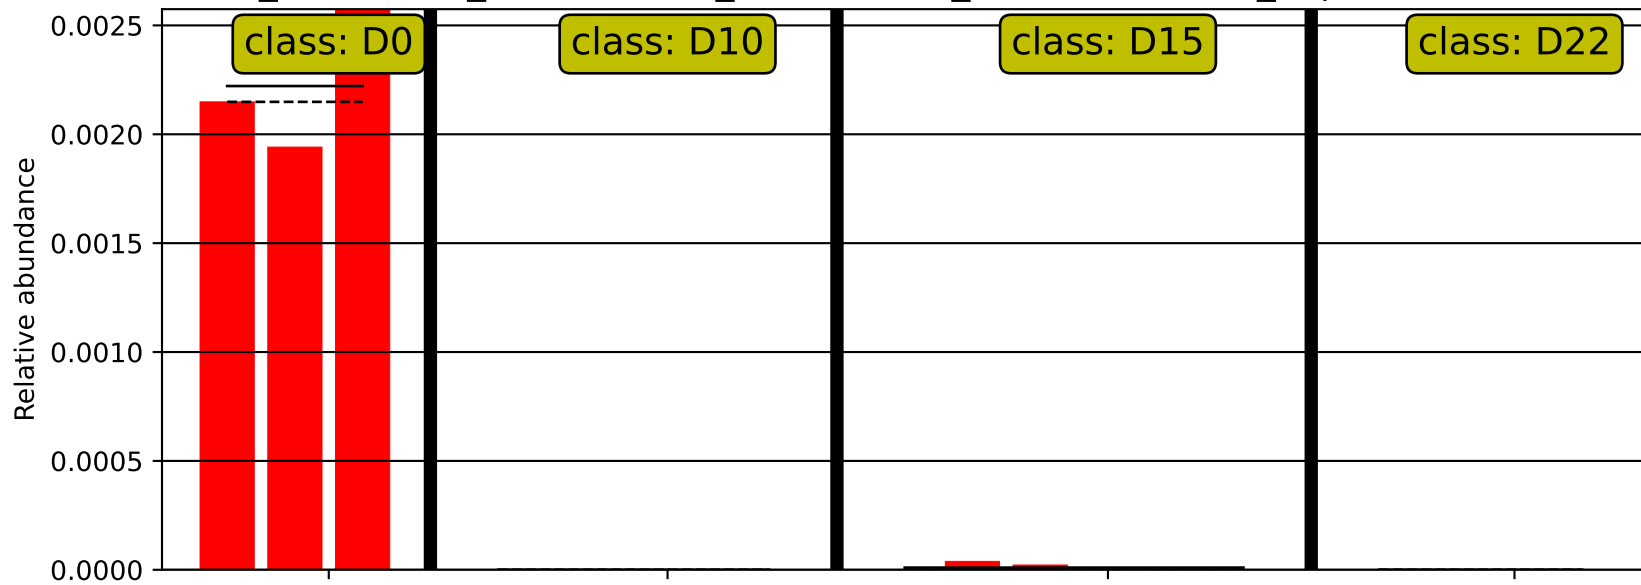 class: D0
class: D10
class: D15
class: D22
0.0025
0.0020
0.0015
0.0010
0.0005
0.0000
Relative abundance